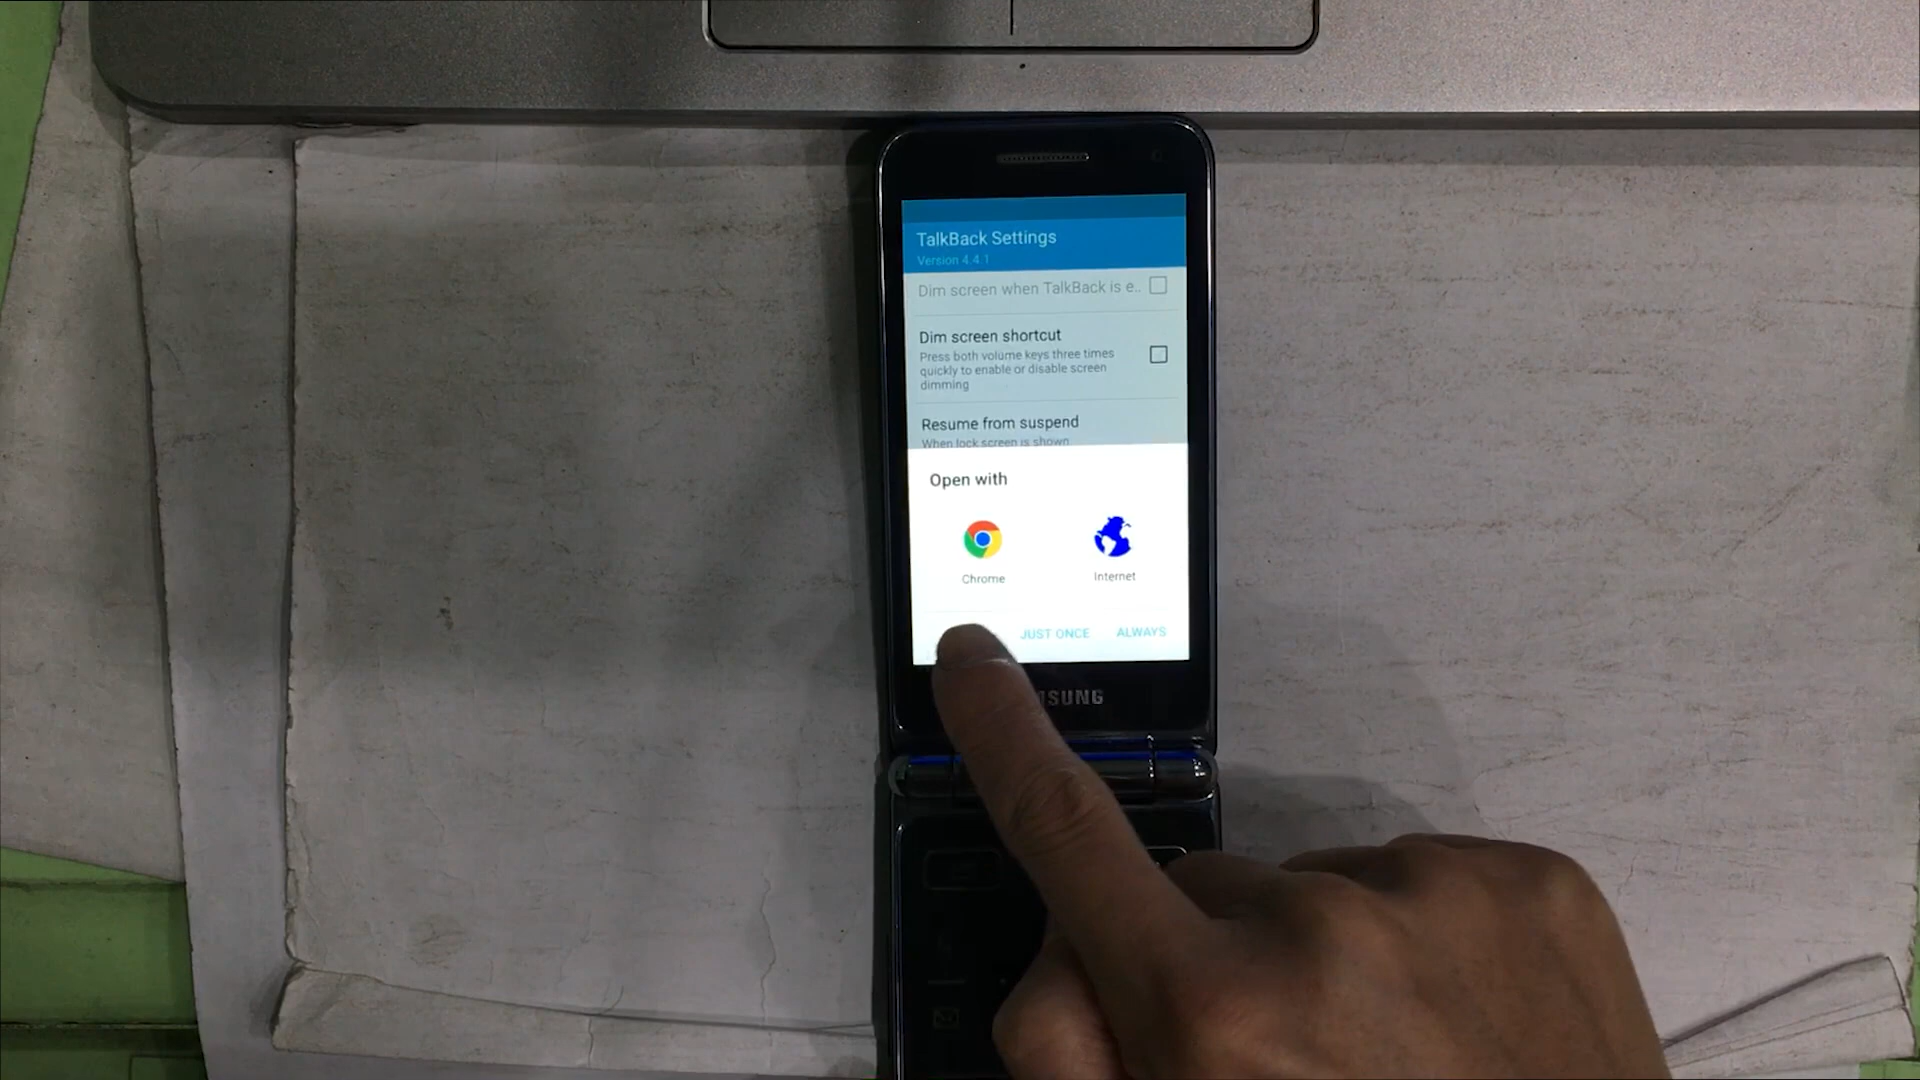 TalkBack Settings
Version 4.4.1
Dim screen when TalkBack is e..
Dim screen shortcut
Press both volume keys three times
quickly to enable or disable screen
dimming
Resume from suspend
When lock screen is shown
Open with
Chrome
Internet
JUST ONCE
ALWAYS
SUNG